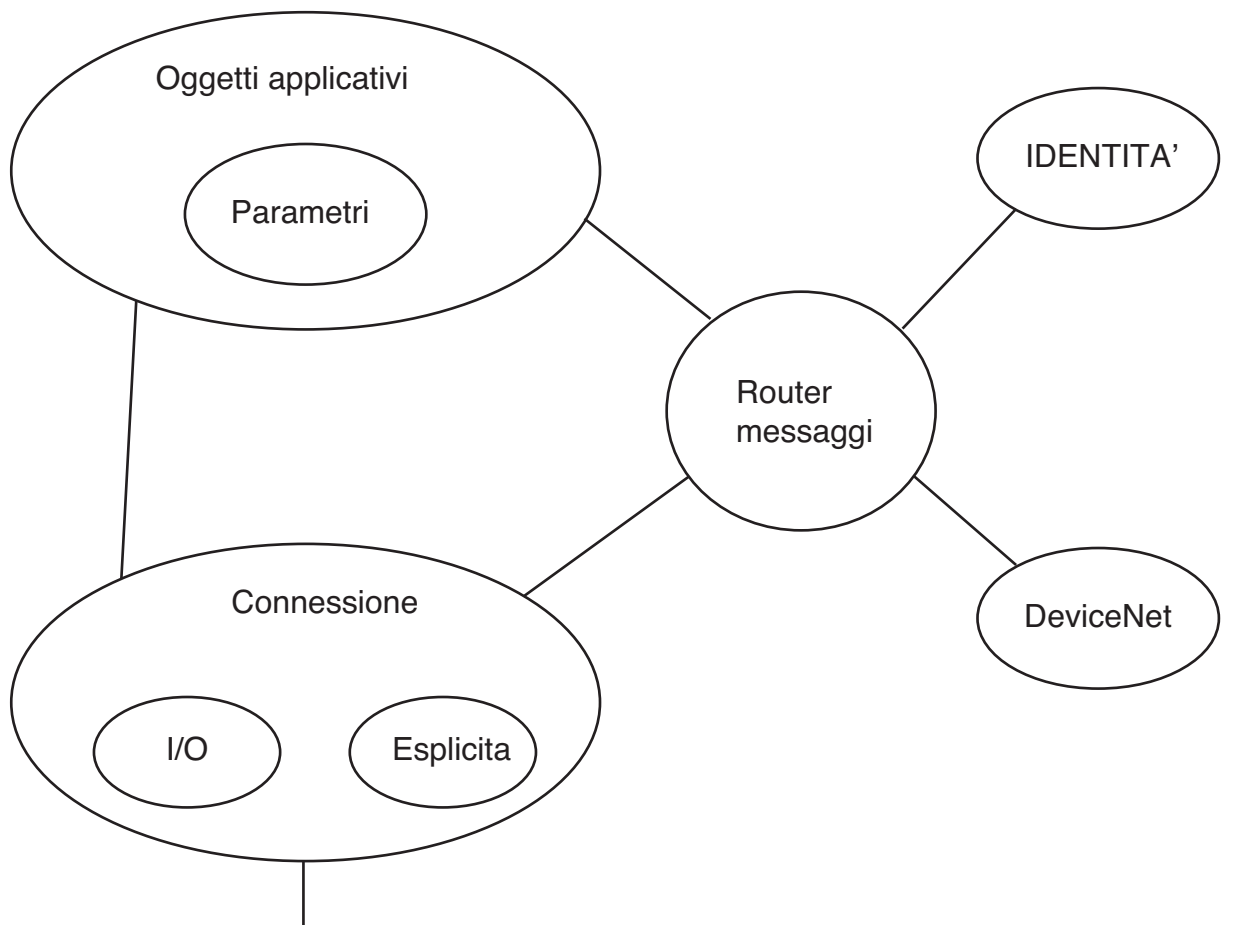 Oggetti applicativi
Parametri
IDENTITA’
Router
messaggi
Connessione
I/O
Esplicita
DeviceNet